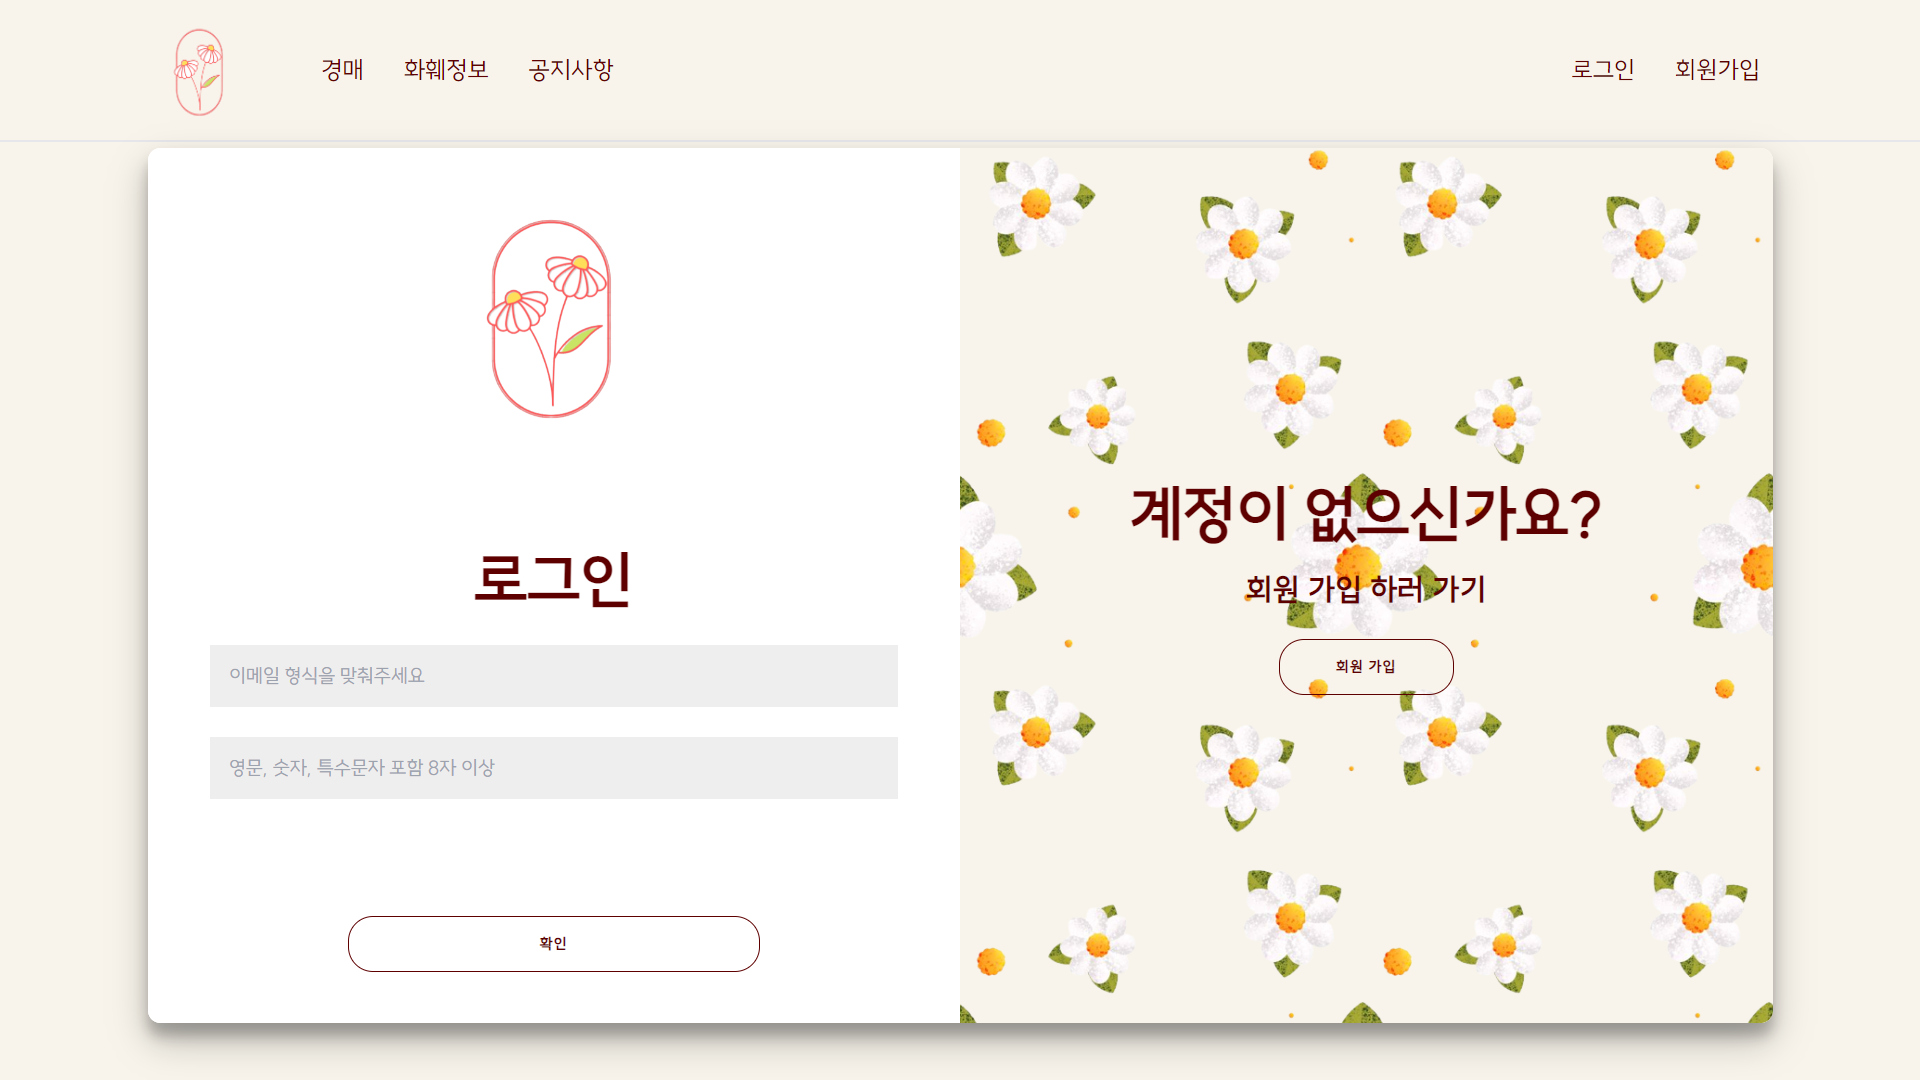 경매 화훼정보 공지사항 로그인 회원가입
로그인
이메일 형식을 맞춰주세요
영문, 숫자, 특수문자 포함 8자 이상
확인
계정이 없으신가요?
회원 가입 하러 가기
회원 가입